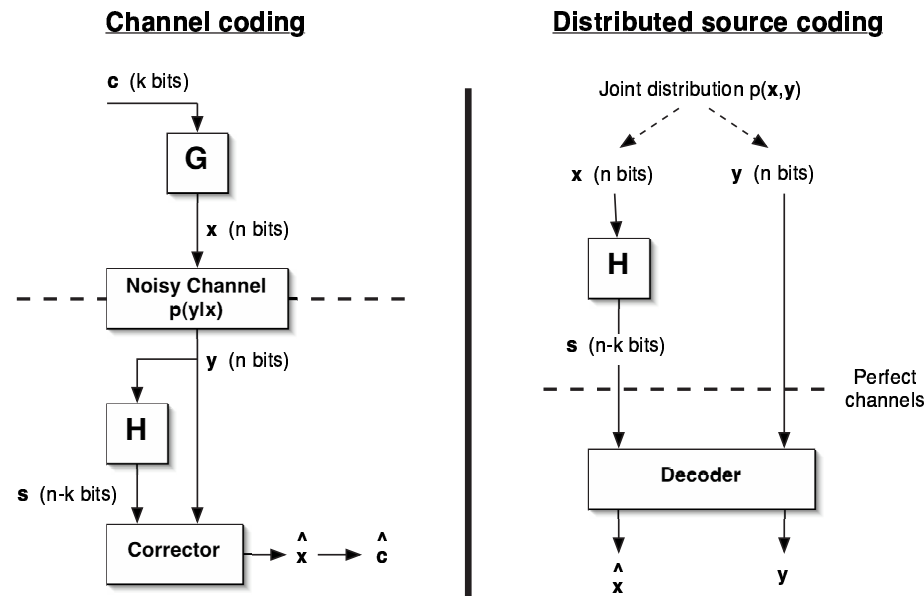 Channel coding
c (k bits)
G
x (n bits)
Noisy Channel
p(y|x)
y (n bits)
H
s (n-k bits)
Corrector
^
x
^
c
Distributed source coding
Joint distribution p(x,y)
x (n bits)
y (n bits)
H
s (n-k bits)
Perfect
channels
Decoder
^
x
y